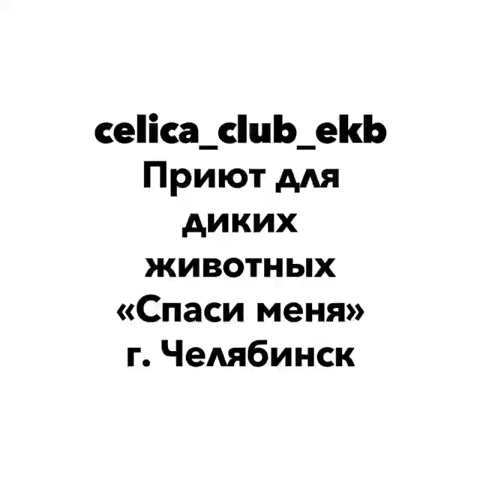 celica_club_ekb
Приют для
диких
животных
«Спаси меня»
г. Челябинск